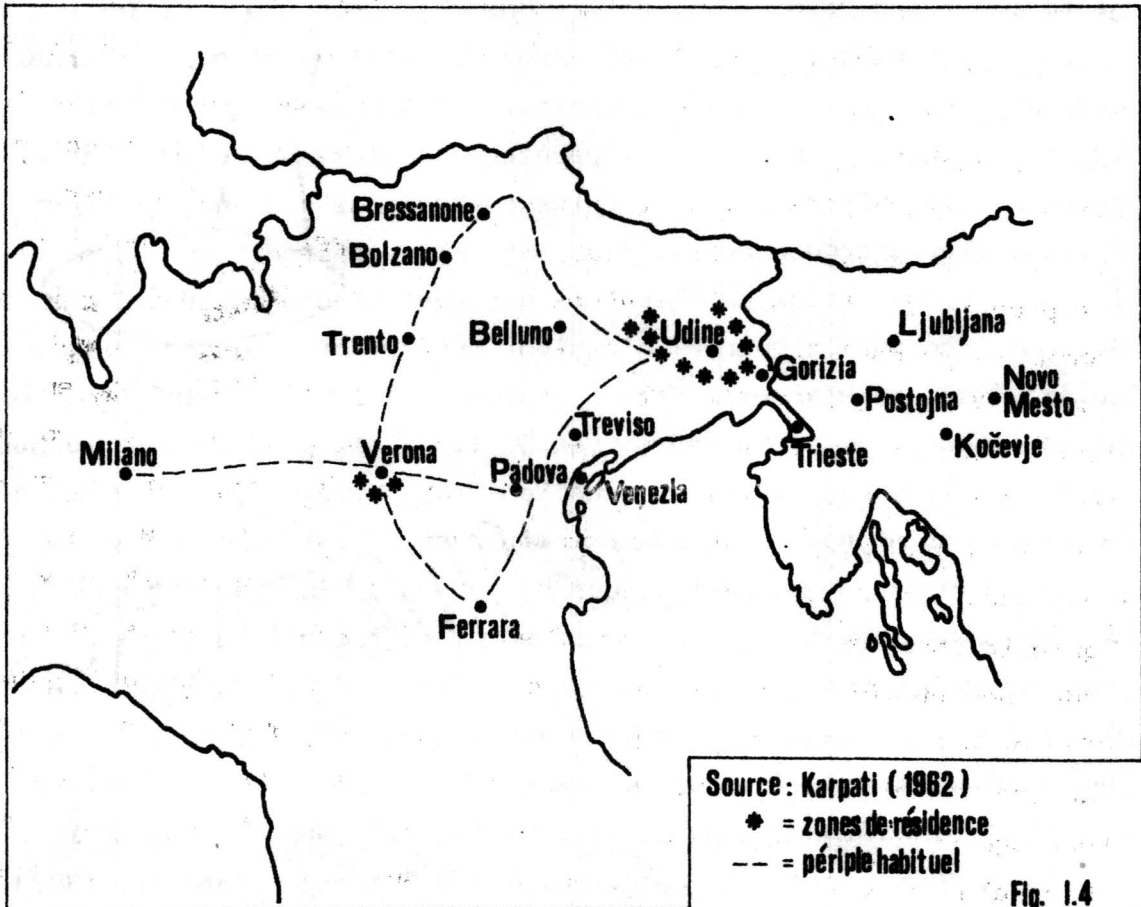 Bressanone
Bolzano
Trento
Belluno
Udine
Gorizia
Ljubljana
Postojna
Novo
Mesto
Kočevje
Trieste
Treviso
Milano
Verona
Padova
Venezia
Ferrara
Source : Karpati ( 1962 )
* = zones de résidence
-- = périple habituel
Fig. I.4